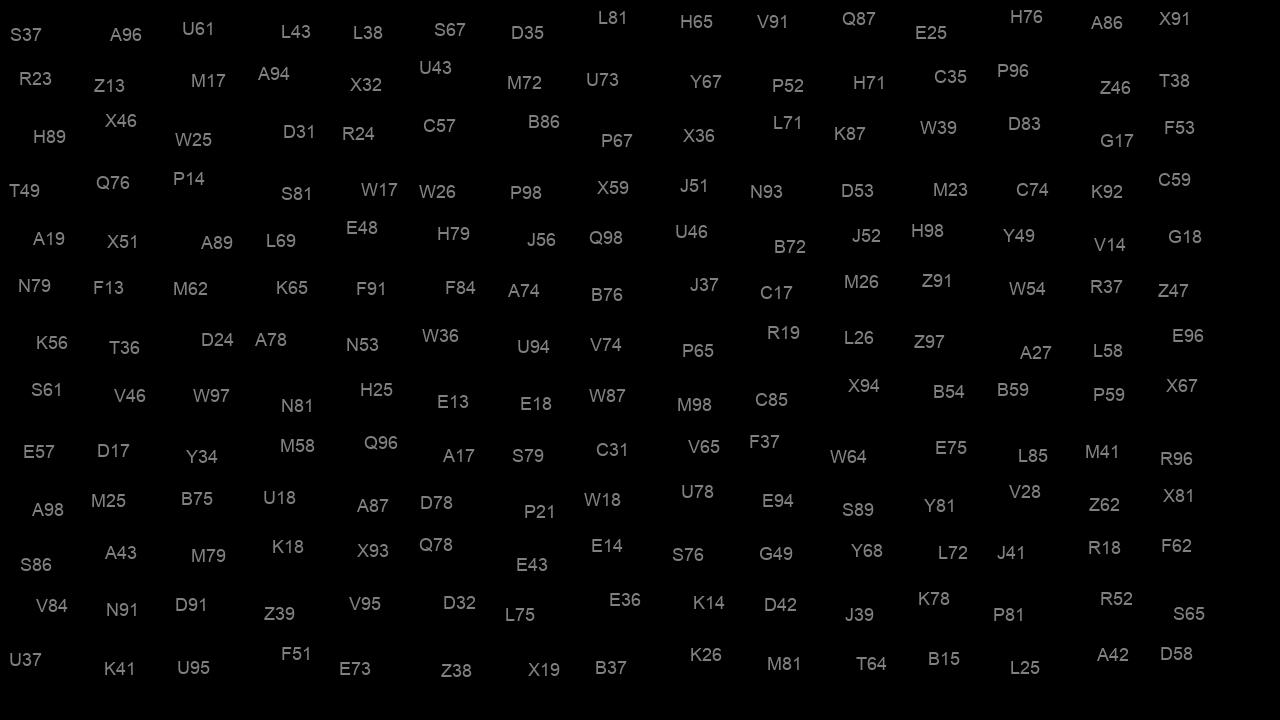 S37 A96 U61 L43 L38 S67 D35 L81 H65 V91 Q87 E25 H76 A86 X91
R23 Z13 M17 A94 X32 U43 M72 U73 Y67 P52 H71 C35 P96 Z46 T38
H89 X46 W25 D31 R24 C57 B86 P67 X36 L71 K87 W39 D83 G17 F53
T49 Q76 P14 S81 W17 W26 P98 X59 J51 N93 D53 M23 C74 K92 C59
A19 X51 A89 L69 E48 H79 J56 Q98 U46 B72 J52 H98 Y49 V14 G18
N79 F13 M62 K65 F91 F84 A74 B76 J37 C17 M26 Z91 W54 R37 Z47
K56 T36 D24 A78 N53 W36 U94 V74 P65 R19 L26 Z97 A27 L58 E96
S61 V46 W97 N81 H25 E13 E18 W87 M98 C85 X94 B54 B59 P59 X67
E57 D17 Y34 M58 Q96 A17 S79 C31 V65 F37 W64 E75 L85 M41 R96
A98 M25 B75 U18 A87 D78 P21 W18 U78 E94 S89 Y81 V28 Z62 X81
S86 A43 M79 K18 X93 Q78 E43 E14 S76 G49 Y68 L72 J41 R18 F62
V84 N91 D91 Z39 V95 D32 L75 E36 K14 D42 J39 K78 P81 R52 S65
U37 K41 U95 F51 E73 Z38 X19 B37 K26 M81 T64 B15 L25 A42 D58